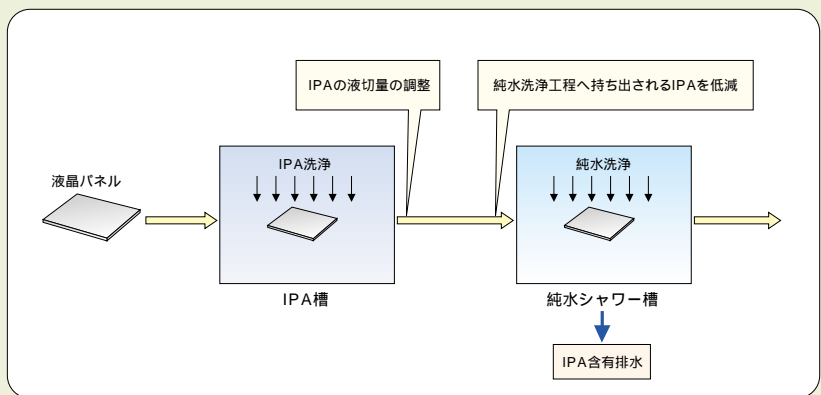 IPAの液切量の調整
純水洗浄工程へ持ち出されるIPAを低減
液晶パネル
IPA洗浄
純水洗浄
IPA槽
純水シャワー槽
IPA含有排水